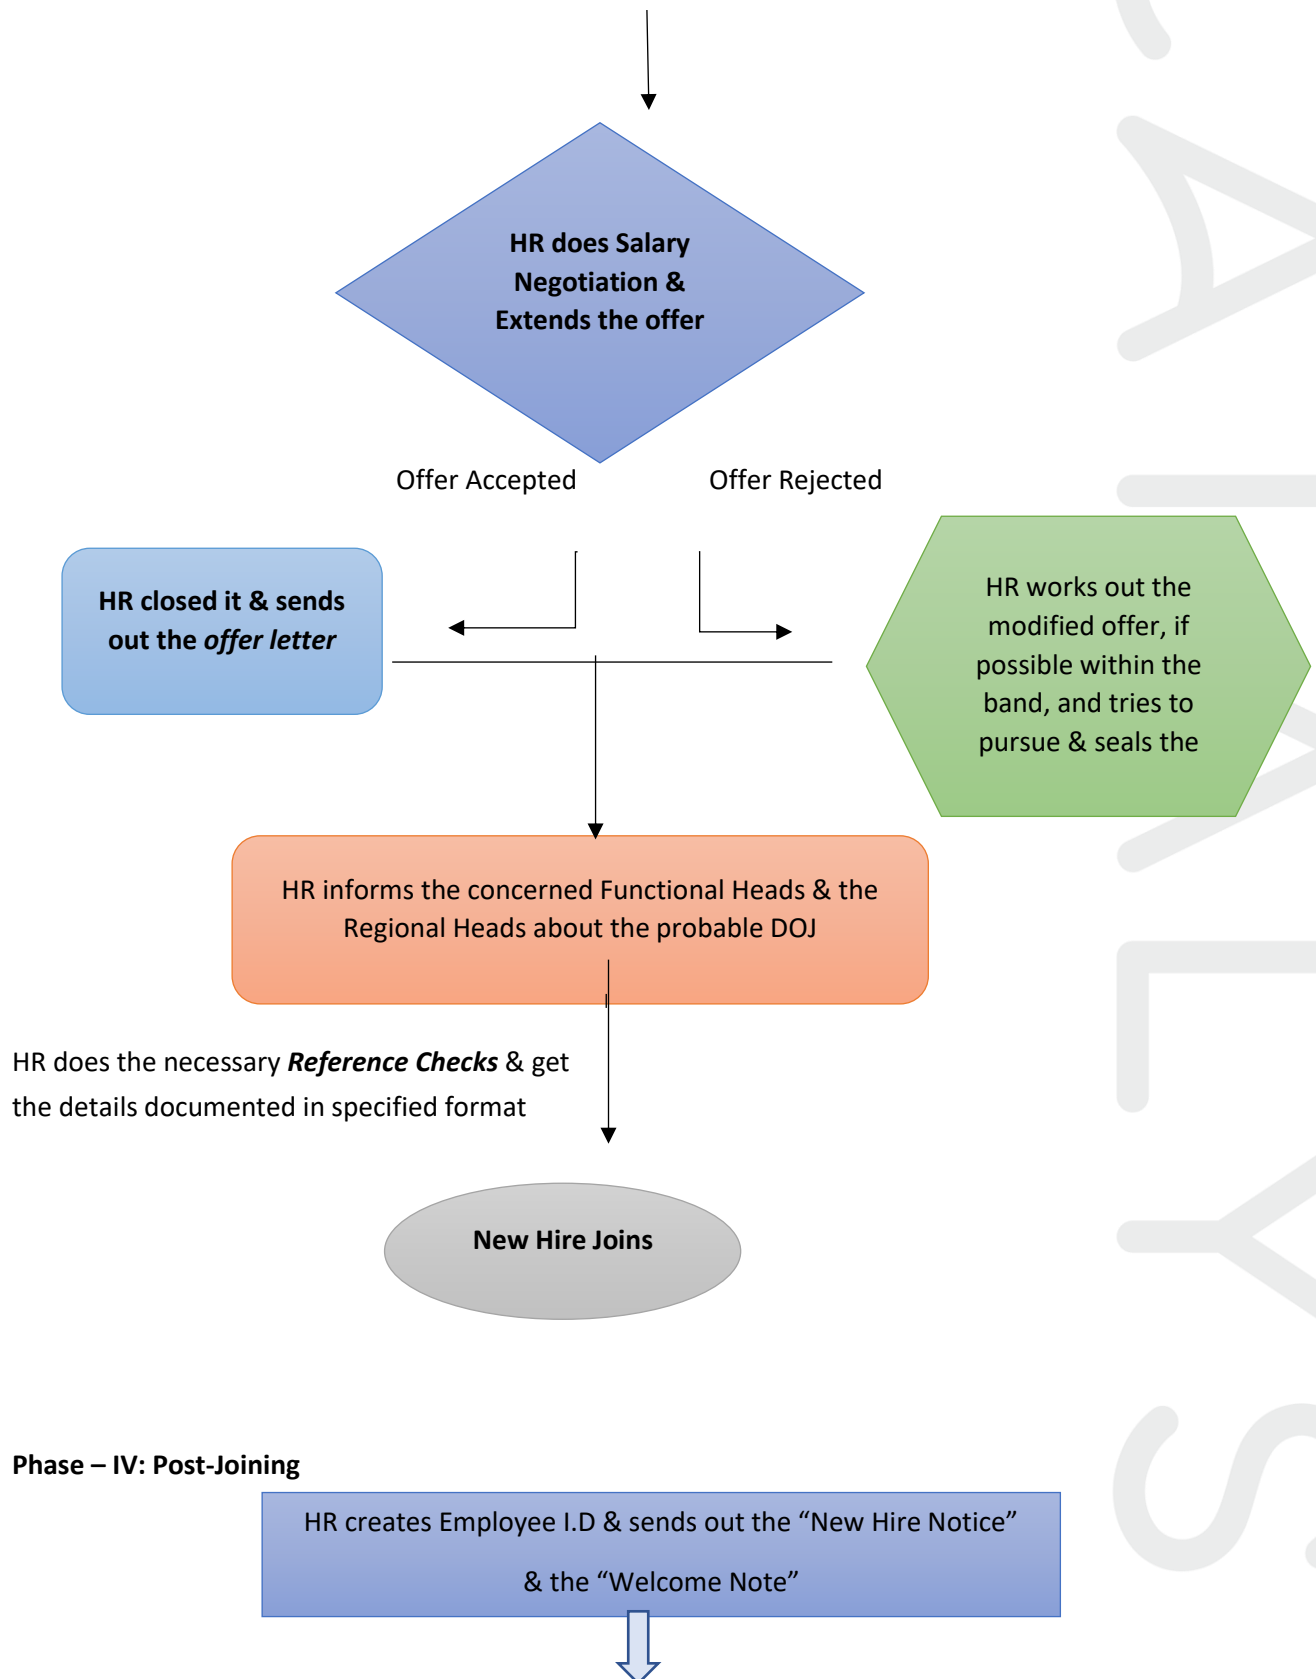 HR does Salary
Negotiation &
Extends the offer
Offer Accepted
Offer Rejected
HR closed it & sends
out the offer letter
HR works out the
modified offer, if
possible within the
band, and tries to
pursue & seals the
HR informs the concerned Functional Heads & the
Regional Heads about the probable DOJ
HR does the necessary Reference Checks & get
the details documented in specified format
New Hire Joins
Phase – IV: Post-Joining
HR creates Employee I.D & sends out the “New Hire Notice”
& the “Welcome Note”